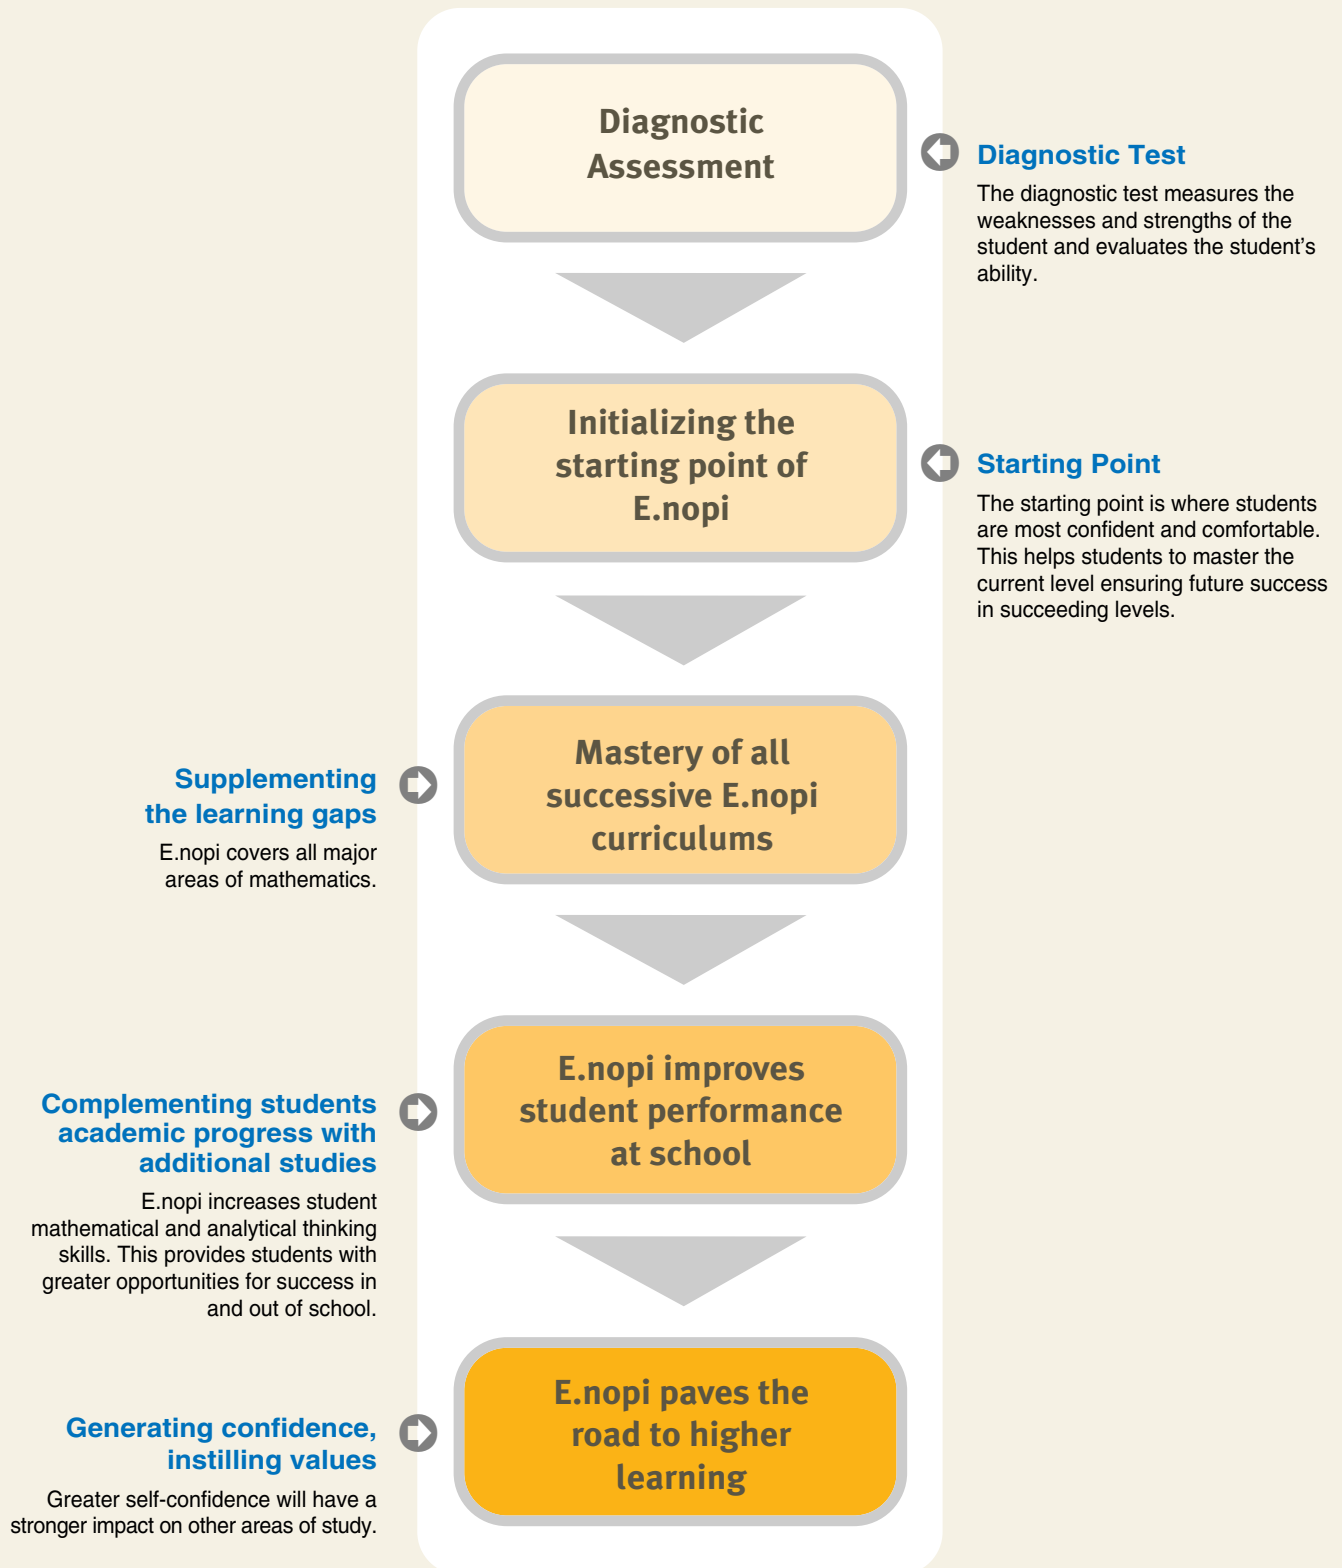 Diagnostic
Assessment
Diagnostic Test
The diagnostic test measures the
weaknesses and strengths of the
student and evaluates the student’s
ability.
Initializing the
starting point of
E.nopi
Starting Point
The starting point is where students
are most confident and comfortable.
This helps students to master the
current level ensuring future success
in succeeding levels.
Mastery of all
successive E.nopi
curriculums
Supplementing
the learning gaps
E.nopi covers all major
areas of mathematics.
E.nopi improves
student performance
at school
Complementing students
academic progress with
additional studies
E.nopi increases student
mathematical and analytical thinking
skills. This provides students with
greater opportunities for success in
and out of school.
E.nopi paves the
road to higher
learning
Generating confidence,
instilling values
Greater self-confidence will have a
stronger impact on other areas of study.